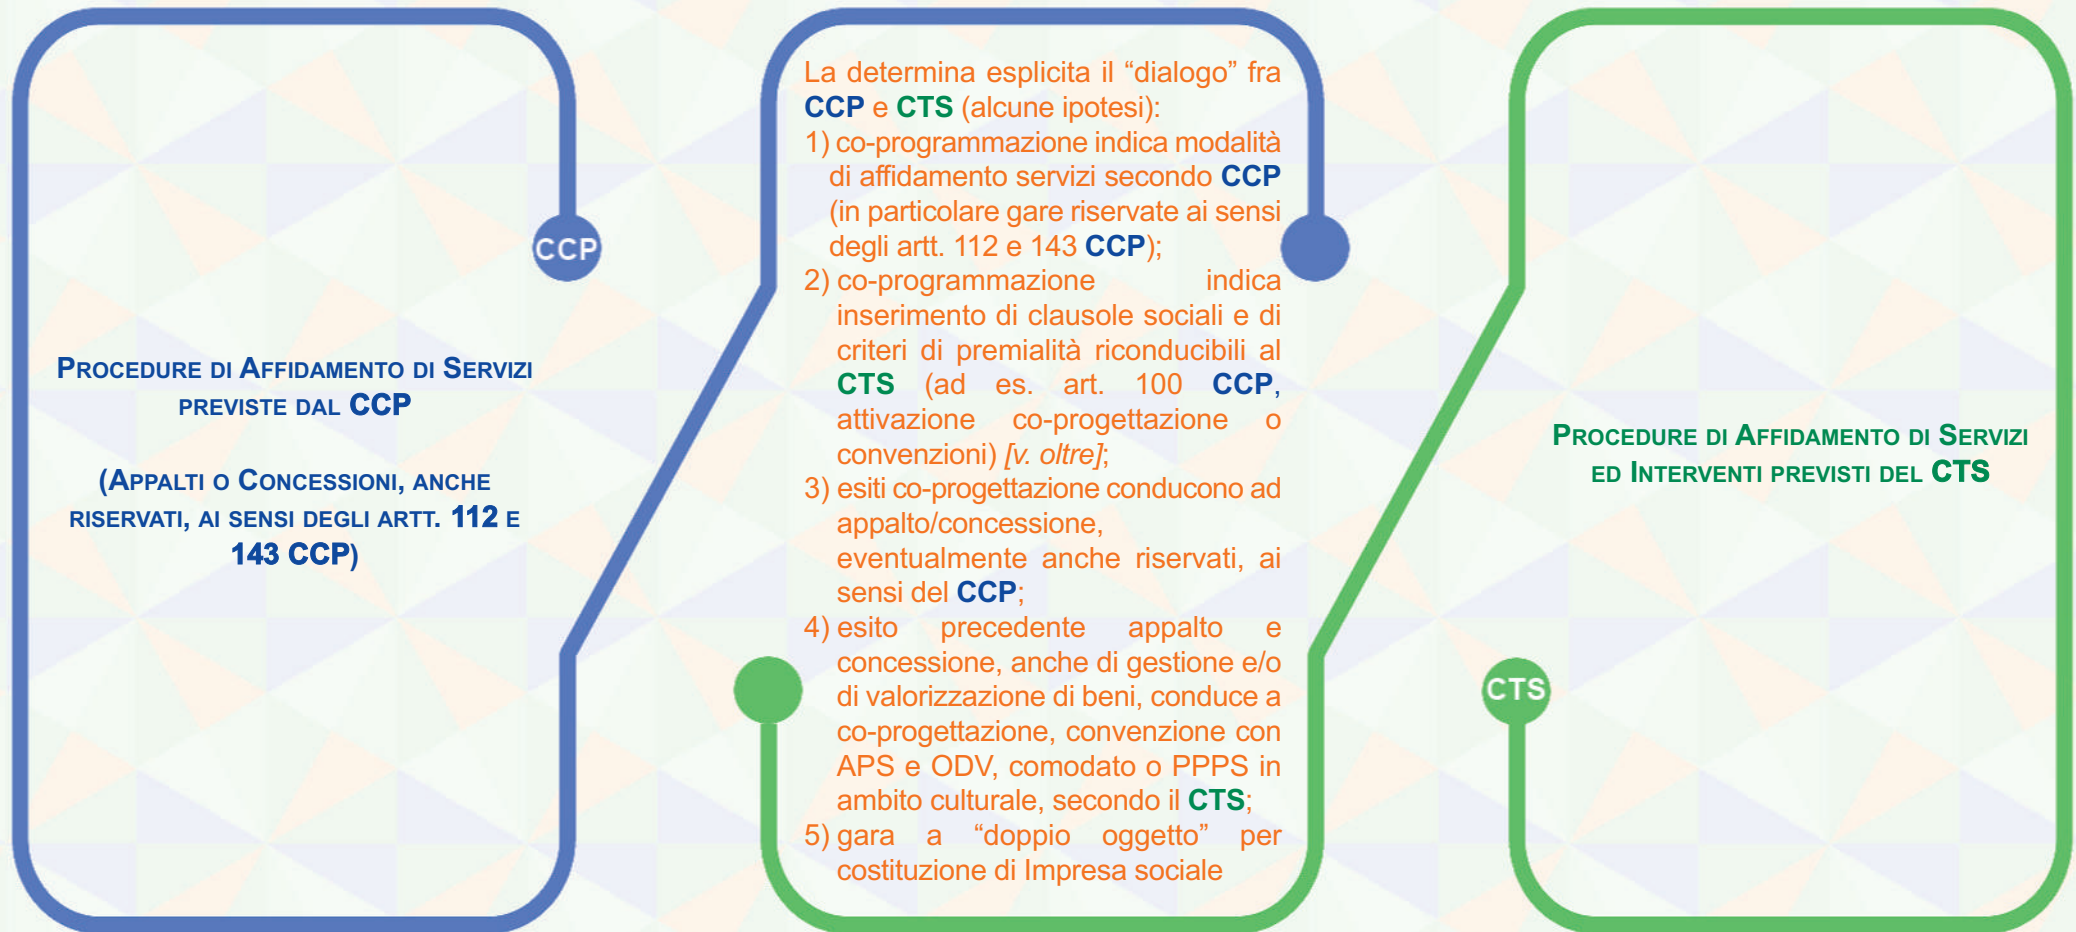 PROCEDURE DI AFFIDAMENTO DI SERVIZI
PREVISTE DAL CCP
(APPALTI O CONCESSIONI, ANCHE
RISERVATI, AI SENSI DEGLI ARTT. 112 E
143 CCP)
CCP
La determina esplicita il “dialogo” fra
CCP e CTS (alcune ipotesi):
1) co-programmazione indica modalità
di affidamento servizi secondo CCP
(in particolare gare riservate ai sensi
degli artt. 112 e 143 CCP);
2) co-programmazione indica
inserimento di clausole sociali e di
criteri di premialità riconducibili al
CTS (ad es. art. 100 CCP,
attivazione co-progettazione o
convenzioni) [v. oltre];
3) esiti co-progettazione conducono ad
appalto/concessione,
eventualmente anche riservati, ai
sensi del CCP;
4) esito precedente appalto e
concessione, anche di gestione e/o
di valorizzazione di beni, conduce a
co-progettazione, convenzione con
APS e ODV, comodato o PPPS in
ambito culturale, secondo il CTS;
5) gara a “doppio oggetto” per
costituzione di Impresa sociale
PROCEDURE DI AFFIDAMENTO DI SERVIZI
ED INTERVENTI PREVISTI DEL CTS
CTS